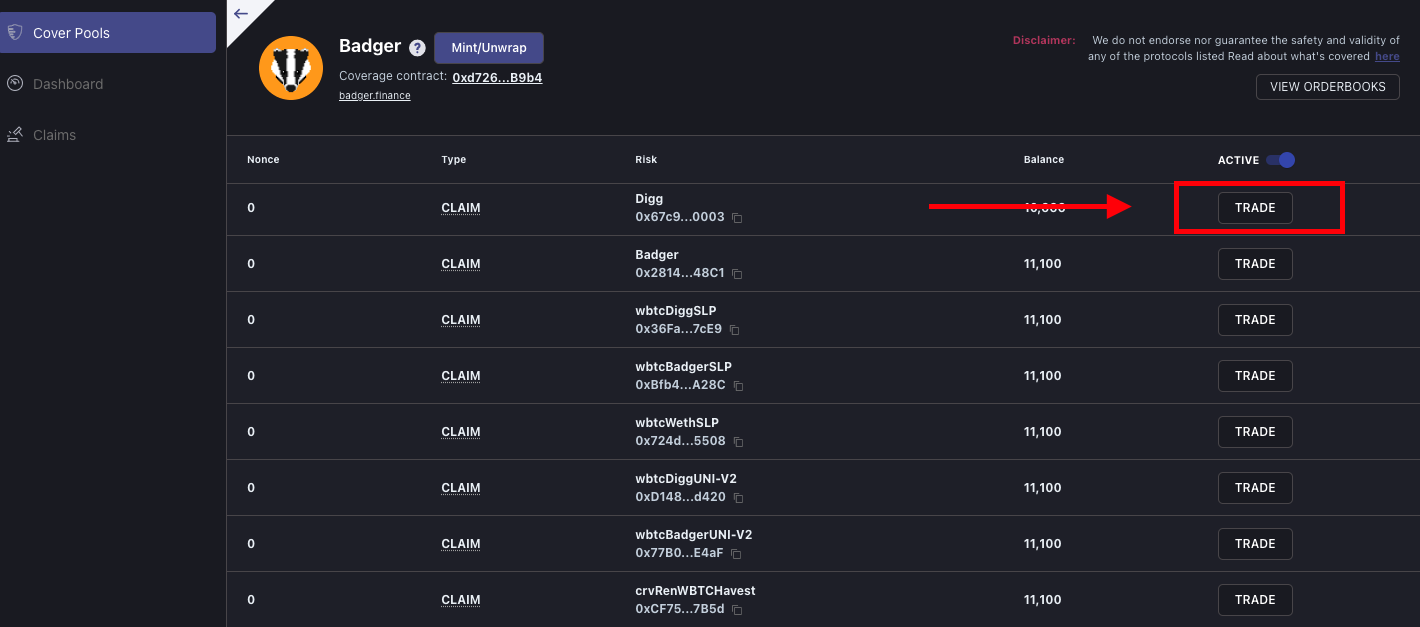 Cover Pools
Dashboard
Claims
Badger ? Mint/Unwrap
Coverage contract: 0xd726...B9b4
badger.finance
Disclaimer: We do not endorse nor guarantee the safety and validity of
any of the protocols listed Read about what's covered here
VIEW ORDERBOOKS
Nonce Type Risk Balance ACTIVE
0 CLAIM Digg TRADE
0x67c9...0003
0 CLAIM Badger 11,100 TRADE
0x2814...48C1
0 CLAIM wbtcDiggSLP 11,100 TRADE
0x36Fa...7cE9
0 CLAIM wbtcBadgerSLP 11,100 TRADE
0xBfb4...A28C
0 CLAIM wbtcWethSLP 11,100 TRADE
0x724d...5508
0 CLAIM wbtcDiggUNI-V2 11,100 TRADE
0xD148...d420
0 CLAIM wbtcBadgerUNI-V2 11,100 TRADE
0x77B0...E4aF
0 CLAIM crvRenWBTCHavest 11,100 TRADE
0xCF75...7B5d